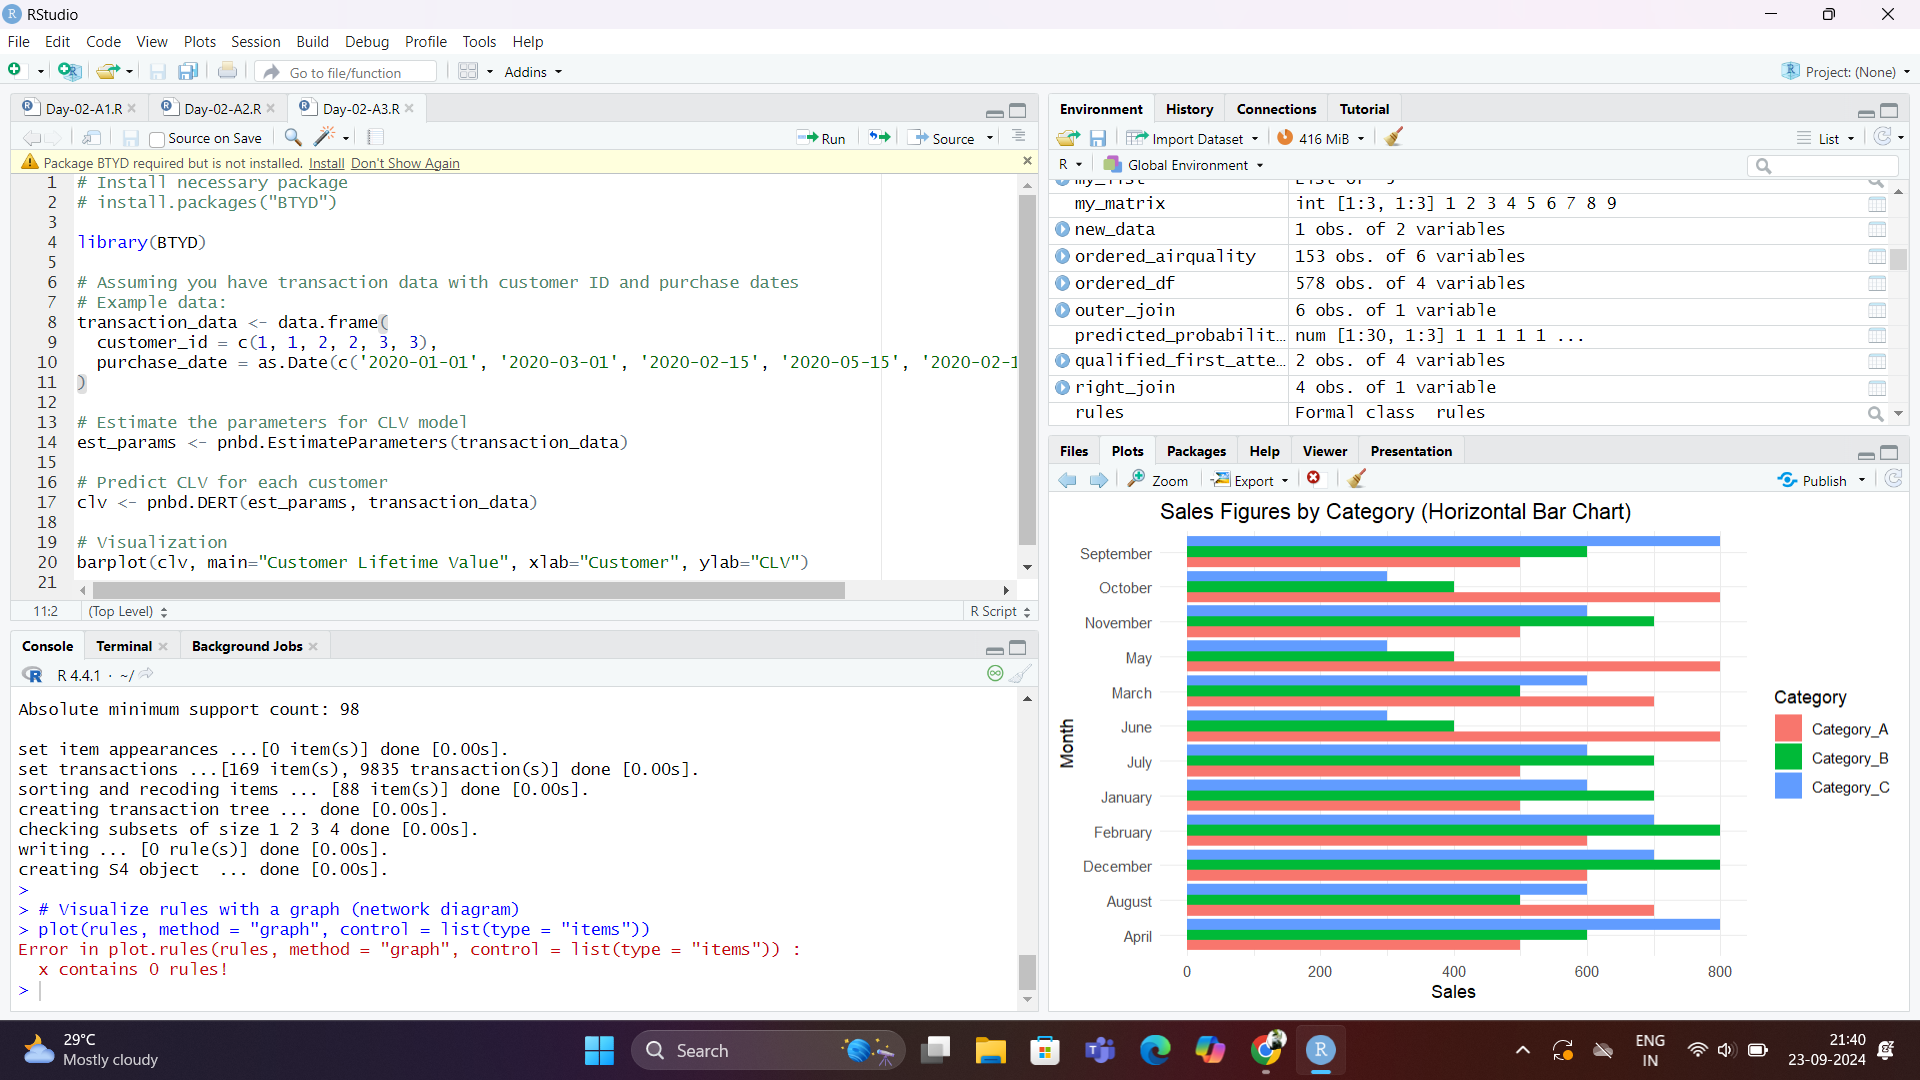 RStudio
File Edit Code View Plots Session Build Debug Profile Tools Help
Go to file/function Addins Project: (None)
Day-02-A1.R Day-02-A2.R Day-02-A3.R
Source on Save Run Source
Package BTYD required but is not installed. Install Don't Show Again
1 # Install necessary package
2 # install.packages("BTYD")
3
4 library(BTYD)
5
6 # Assuming you have transaction data with customer ID and purchase dates
7 # Example data:
8 transaction_data <- data.frame(
9 customer_id = c(1, 1, 2, 2, 3, 3),
10 purchase_date = as.Date(c('2020-01-01', '2020-03-01', '2020-02-15', '2020-05-15', '2020-02-1
11 )
12
13 # Estimate the parameters for CLV model
14 est_params <- pnbd.EstimateParameters(transaction_data)
15
16 # Predict CLV for each customer
17 clv <- pnbd.DERT(est_params, transaction_data)
18
19 # Visualization
20 barplot(clv, main="Customer Lifetime Value", xlab="Customer", ylab="CLV")
21
11:2 (Top Level) R Script
Console Terminal Background Jobs
R 4.4.1 · ~/
Absolute minimum support count: 98
set item appearances ...[0 item(s)] done [0.00s].
set transactions ...[169 item(s), 9835 transaction(s)] done [0.00s].
sorting and recoding items ... [88 item(s)] done [0.00s].
creating transaction tree ... done [0.00s].
checking subsets of size 1 2 3 4 done [0.00s].
writing ... [0 rule(s)] done [0.00s].
creating S4 object  ... done [0.00s].
>
> # Visualize rules with a graph (network diagram)
> plot(rules, method = "graph", control = list(type = "items"))
Error in plot.rules(rules, method = "graph", control = list(type = "items")) :
x contains 0 rules!
>
Environment History Connections Tutorial
Import Dataset 416 MiB List
R Global Environment
my_matrix int [1:3, 1:3] 1 2 3 4 5 6 7 8 9
new_data 1 obs. of 2 variables
ordered_airquality 153 obs. of 6 variables
ordered_df 578 obs. of 4 variables
outer_join 6 obs. of 1 variable
predicted_probabilit... num [1:30, 1:3] 1 1 1 1 1 ...
qualified_first_atte... 2 obs. of 4 variables
right_join 4 obs. of 1 variable
rules Formal class rules
Files Plots Packages Help Viewer Presentation
Zoom Export Publish
Sales Figures by Category (Horizontal Bar Chart)
September
October
November
May
March
June
July
January
February
December
August
April
Month
0 200 400 600 800
Sales
Category
Category_A
Category_B
Category_C
29°C
Mostly cloudy
Search
ENG
IN
21:40
23-09-2024